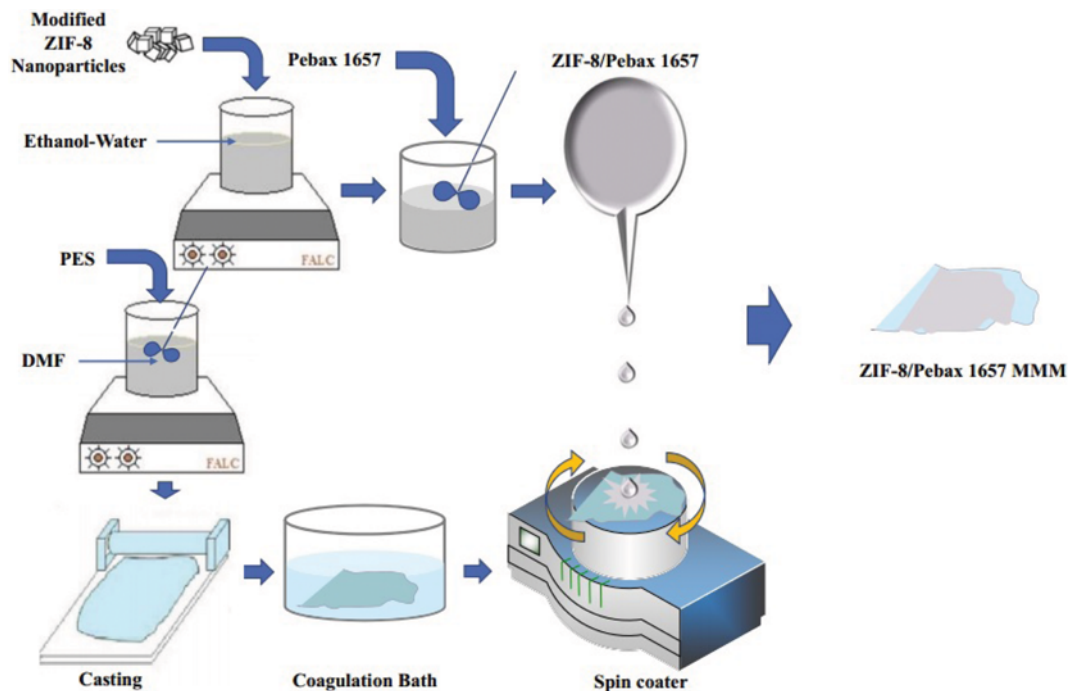 Modified
ZIF-8
Nanoparticles
Pebax 1657
ZIF-8/Pebax 1657
Ethanol-Water
FALC
PES
DMF
FALC
ZIF-8/Pebax 1657 MMM
Casting
Coagulation Bath
Spin coater